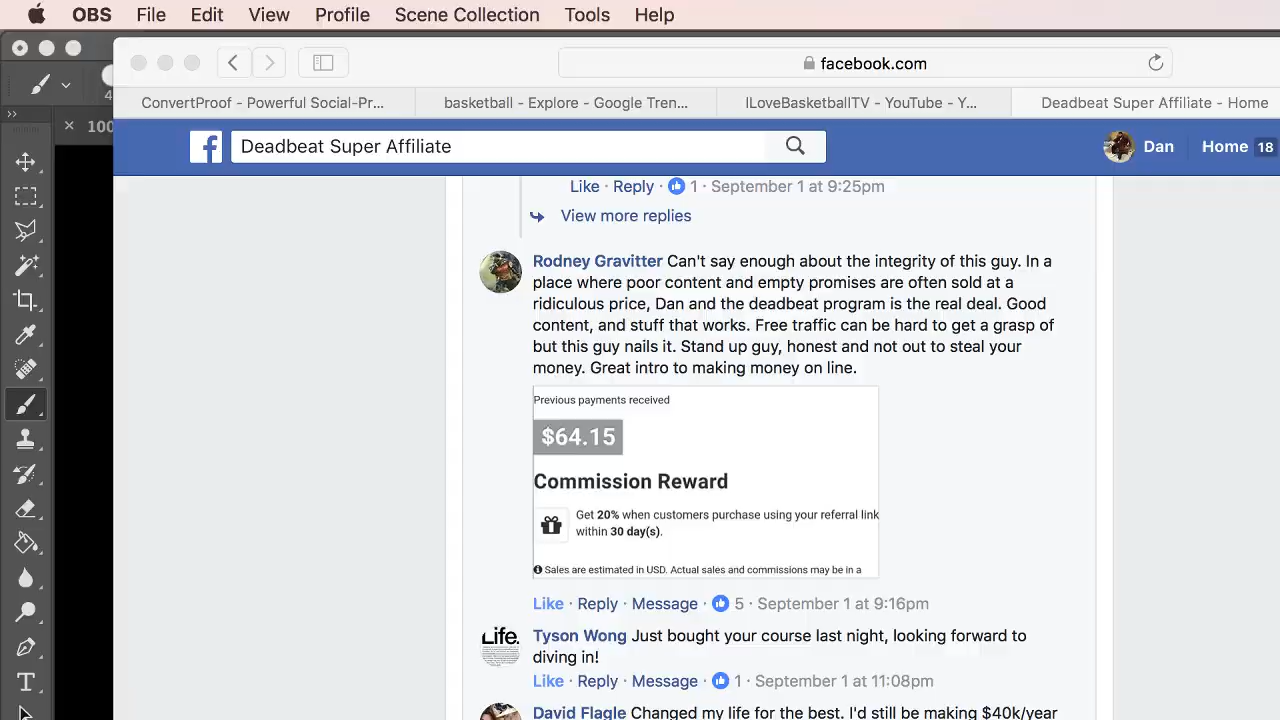 OBS File Edit View Profile Scene Collection Tools Help
facebook.com
ConvertProof - Powerful Social-Pr... basketball - Explore - Google Tren... ILoveBasketballTV - YouTube - Y... Deadbeat Super Affiliate - Home
100
Deadbeat Super Affiliate
Dan Home 18
Like · Reply · 1 · September 1 at 9:25pm
View more replies
Rodney Gravitter Can't say enough about the integrity of this guy. In a
place where poor content and empty promises are often sold at a
ridiculous price, Dan and the deadbeat program is the real deal. Good
content, and stuff that works. Free traffic can be hard to get a grasp of
but this guy nails it. Stand up guy, honest and not out to steal your
money. Great intro to making money on line.
Previous payments received
$64.15
Commission Reward
Get 20% when customers purchase using your referral link
within 30 day(s).
Sales are estimated in USD. Actual sales and commissions may be in a
Like · Reply · Message · 5 · September 1 at 9:16pm
Life.
Tyson Wong Just bought your course last night, looking forward to
diving in!
Like · Reply · Message · 1 · September 1 at 11:08pm
David Flagle Changed my life for the best. I'd still be making $40k/year